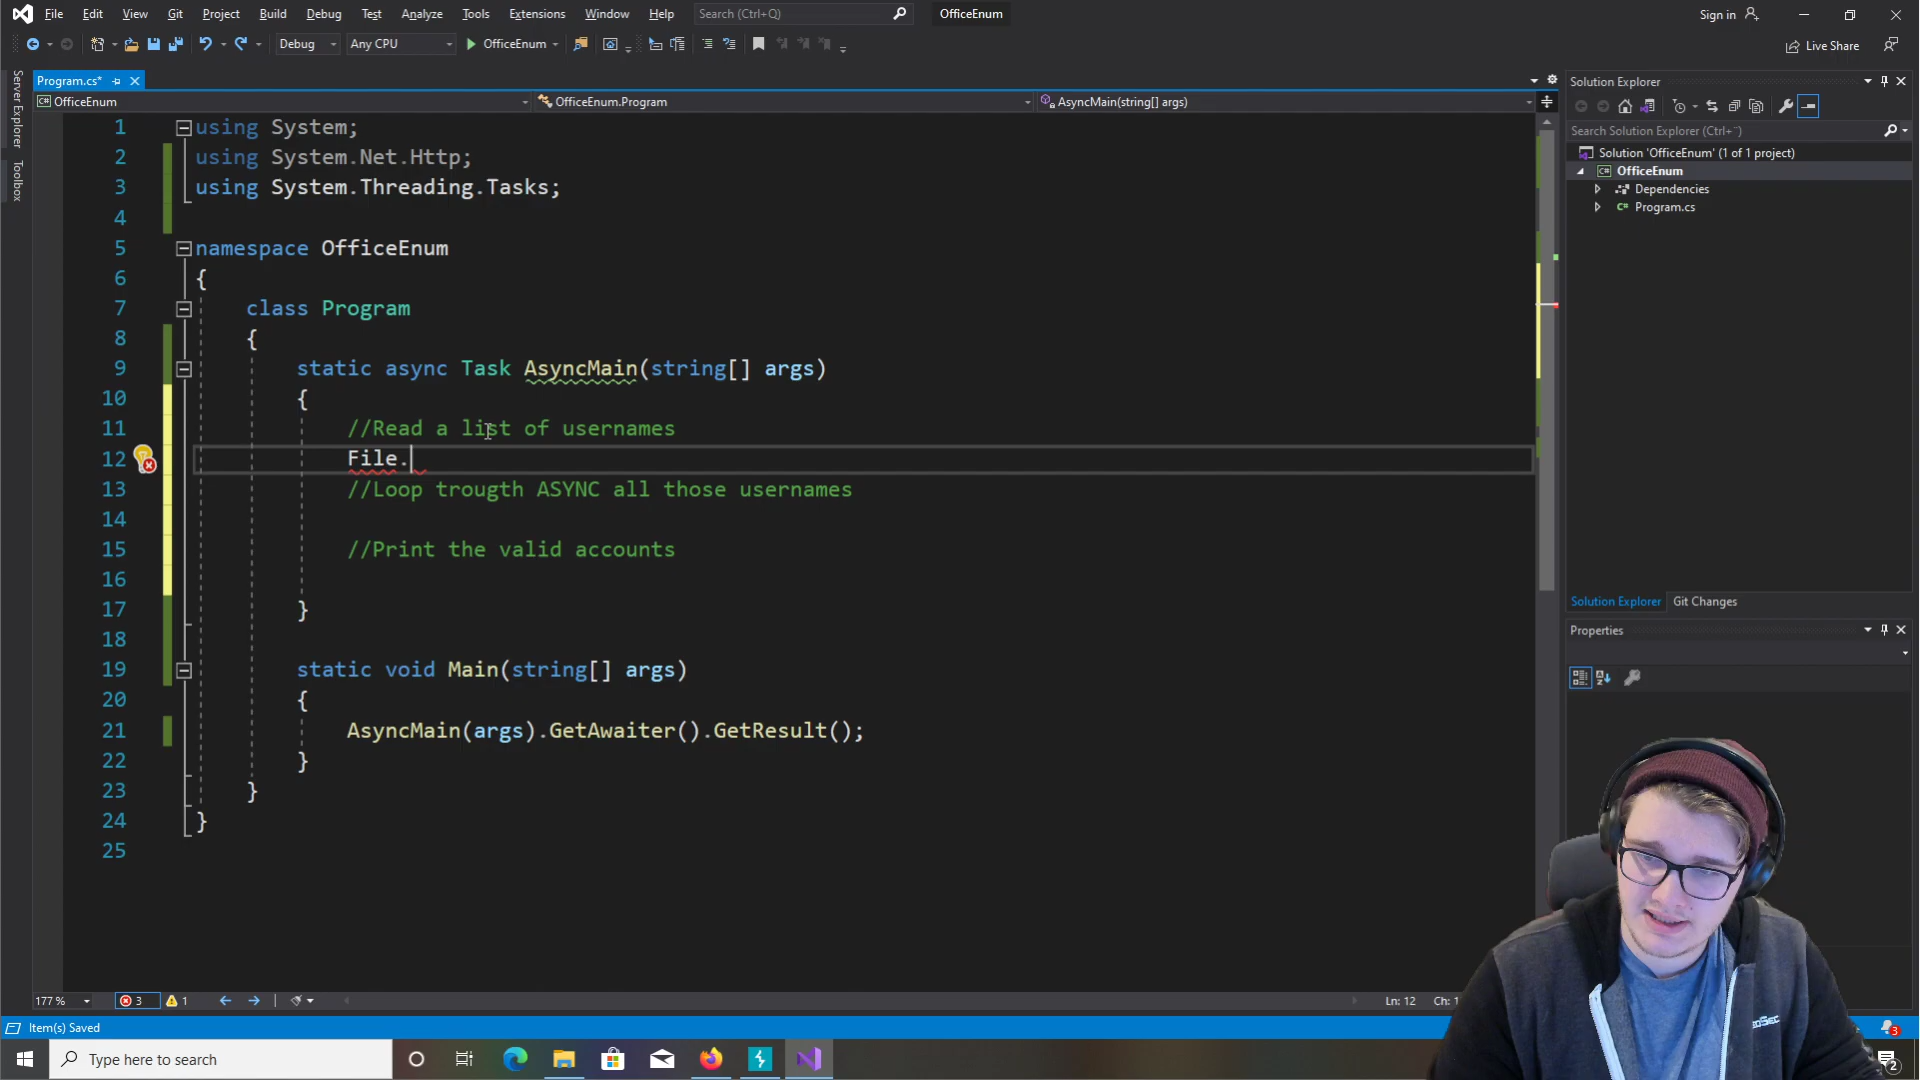 File Edit View Git Project Build Debug Test Analyze Tools Extensions Window Help Search (Ctrl+Q) OfficeEnum Sign in
Debug Any CPU OfficeEnum Live Share
Program.cs*
OfficeEnum OfficeEnum.Program AsyncMain(string[] args)
Server Explorer
Toolbox
1 using System;
2 using System.Net.Http;
3 using System.Threading.Tasks;
4
5 namespace OfficeEnum
6 {
7 class Program
8 {
9 static async Task AsyncMain(string[] args)
10 {
11 //Read a list of usernames
12 File.
13 //Loop trougth ASYNC all those usernames
14
15 //Print the valid accounts
16
17 }
18
19 static void Main(string[] args)
20 {
21 AsyncMain(args).GetAwaiter().GetResult();
22 }
23 }
24 }
25
Solution Explorer
Search Solution Explorer (Ctrl+¨)
Solution 'OfficeEnum' (1 of 1 project)
OfficeEnum
Dependencies
Program.cs
Solution Explorer Git Changes
Properties
177 % 3 1 Ln: 12
Item(s) Saved 3
Type here to search 2